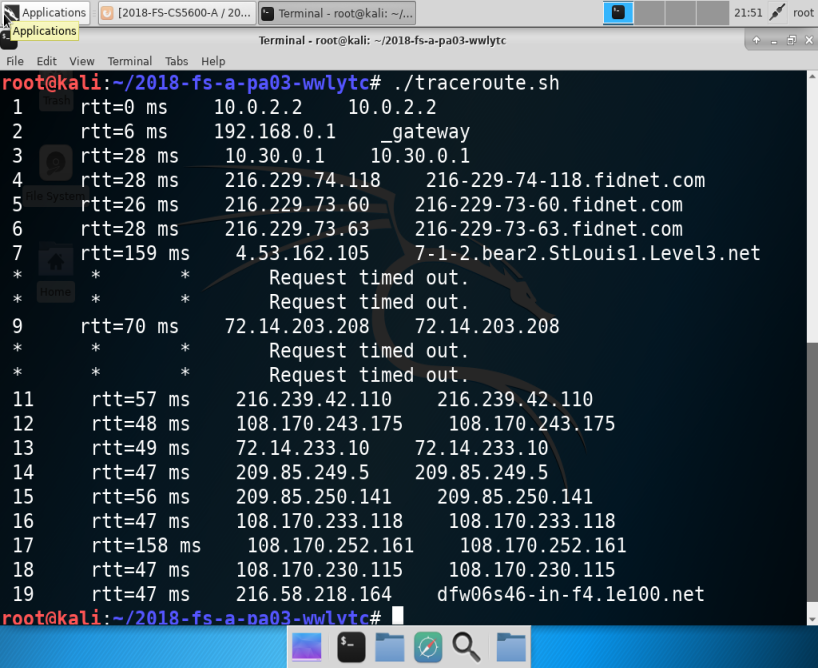 Applications
[2018-FS-CS5600-A / 20...
Terminal - root@kali: ~/...
21:51
root
Applications
Terminal - root@kali: ~/2018-fs-a-pa03-wwlytc
File Edit View Terminal Tabs Help
root@kali:~/2018-fs-a-pa03-wwlytc# ./traceroute.sh
1 rtt=0 ms 10.0.2.2 10.0.2.2
2 rtt=6 ms 192.168.0.1 _gateway
3 rtt=28 ms 10.30.0.1 10.30.0.1
4 rtt=28 ms 216.229.74.118 216-229-74-118.fidnet.com
5 rtt=26 ms 216.229.73.60 216-229-73-60.fidnet.com
6 rtt=28 ms 216.229.73.63 216-229-73-63.fidnet.com
7 rtt=159 ms 4.53.162.105 7-1-2.bear2.StLouis1.Level3.net
* * * Request timed out.
* * * Request timed out.
9 rtt=70 ms 72.14.203.208 72.14.203.208
* * * Request timed out.
* * * Request timed out.
11 rtt=57 ms 216.239.42.110 216.239.42.110
12 rtt=48 ms 108.170.243.175 108.170.243.175
13 rtt=49 ms 72.14.233.10 72.14.233.10
14 rtt=47 ms 209.85.249.5 209.85.249.5
15 rtt=56 ms 209.85.250.141 209.85.250.141
16 rtt=47 ms 108.170.233.118 108.170.233.118
17 rtt=158 ms 108.170.252.161 108.170.252.161
18 rtt=47 ms 108.170.230.115 108.170.230.115
19 rtt=47 ms 216.58.218.164 dfw06s46-in-f4.1e100.net
root@kali:~/2018-fs-a-pa03-wwlytc#
Trash
File System
Home